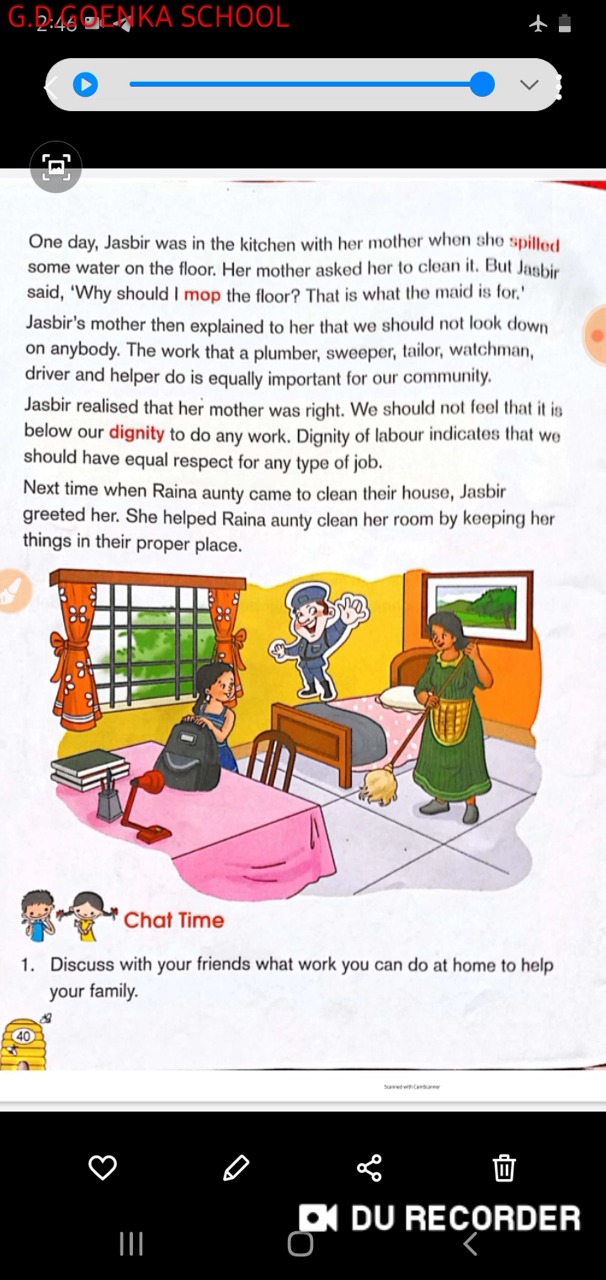 G.D.GOENKA SCHOOL
2:46
One day, Jasbir was in the kitchen with her mother when she spilled
some water on the floor. Her mother asked her to clean it. But Jasbir
said, ‘Why should I mop the floor? That is what the maid is for.’
Jasbir’s mother then explained to her that we should not look down
on anybody. The work that a plumber, sweeper, tailor, watchman,
driver and helper do is equally important for our community.
Jasbir realised that her mother was right. We should not feel that it is
below our dignity to do any work. Dignity of labour indicates that we
should have equal respect for any type of job.
Next time when Raina aunty came to clean their house, Jasbir
greeted her. She helped Raina aunty clean her room by keeping her
things in their proper place.
Chat Time
1. Discuss with your friends what work you can do at home to help
your family.
40
Scanned with CamScanner
DU RECORDER